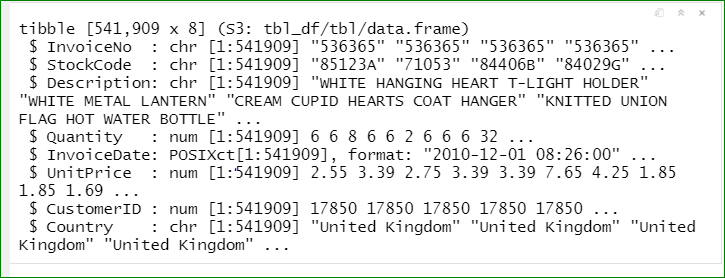 tibble [541,909 x 8] (S3: tbl_df/tbl/data.frame)
 $ InvoiceNo  : chr [1:541909] "536365" "536365" "536365" "536365" ...
 $ StockCode  : chr [1:541909] "85123A" "71053" "84406B" "84029G" ...
 $ Description: chr [1:541909] "WHITE HANGING HEART T-LIGHT HOLDER"
"WHITE METAL LANTERN" "CREAM CUPID HEARTS COAT HANGER" "KNITTED UNION
FLAG HOT WATER BOTTLE" ...
 $ Quantity   : num [1:541909] 6 6 8 6 6 2 6 6 6 32 ...
 $ InvoiceDate: POSIXct[1:541909], format: "2010-12-01 08:26:00" ...
 $ UnitPrice  : num [1:541909] 2.55 3.39 2.75 3.39 3.39 7.65 4.25 1.85
1.85 1.69 ...
 $ CustomerID : num [1:541909] 17850 17850 17850 17850 17850 ...
 $ Country    : chr [1:541909] "United Kingdom" "United Kingdom" "United
Kingdom" "United Kingdom" ...